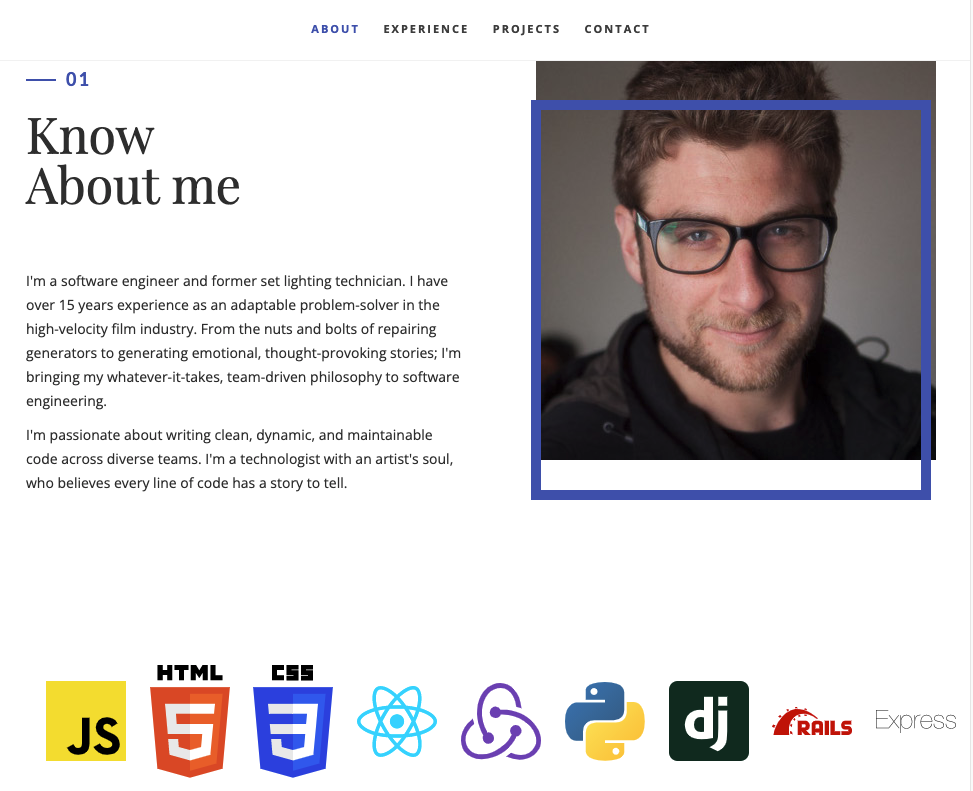 ABOUT EXPERIENCE PROJECTS CONTACT
01
Know
About me
I'm a software engineer and former set lighting technician. I have
over 15 years experience as an adaptable problem-solver in the
high-velocity film industry. From the nuts and bolts of repairing
generators to generating emotional, thought-provoking stories; I'm
bringing my whatever-it-takes, team-driven philosophy to software
engineering.
I'm passionate about writing clean, dynamic, and maintainable
code across diverse teams. I'm a technologist with an artist's soul,
who believes every line of code has a story to tell.
HTML CSS
JS 5 3 dj RAILS Express